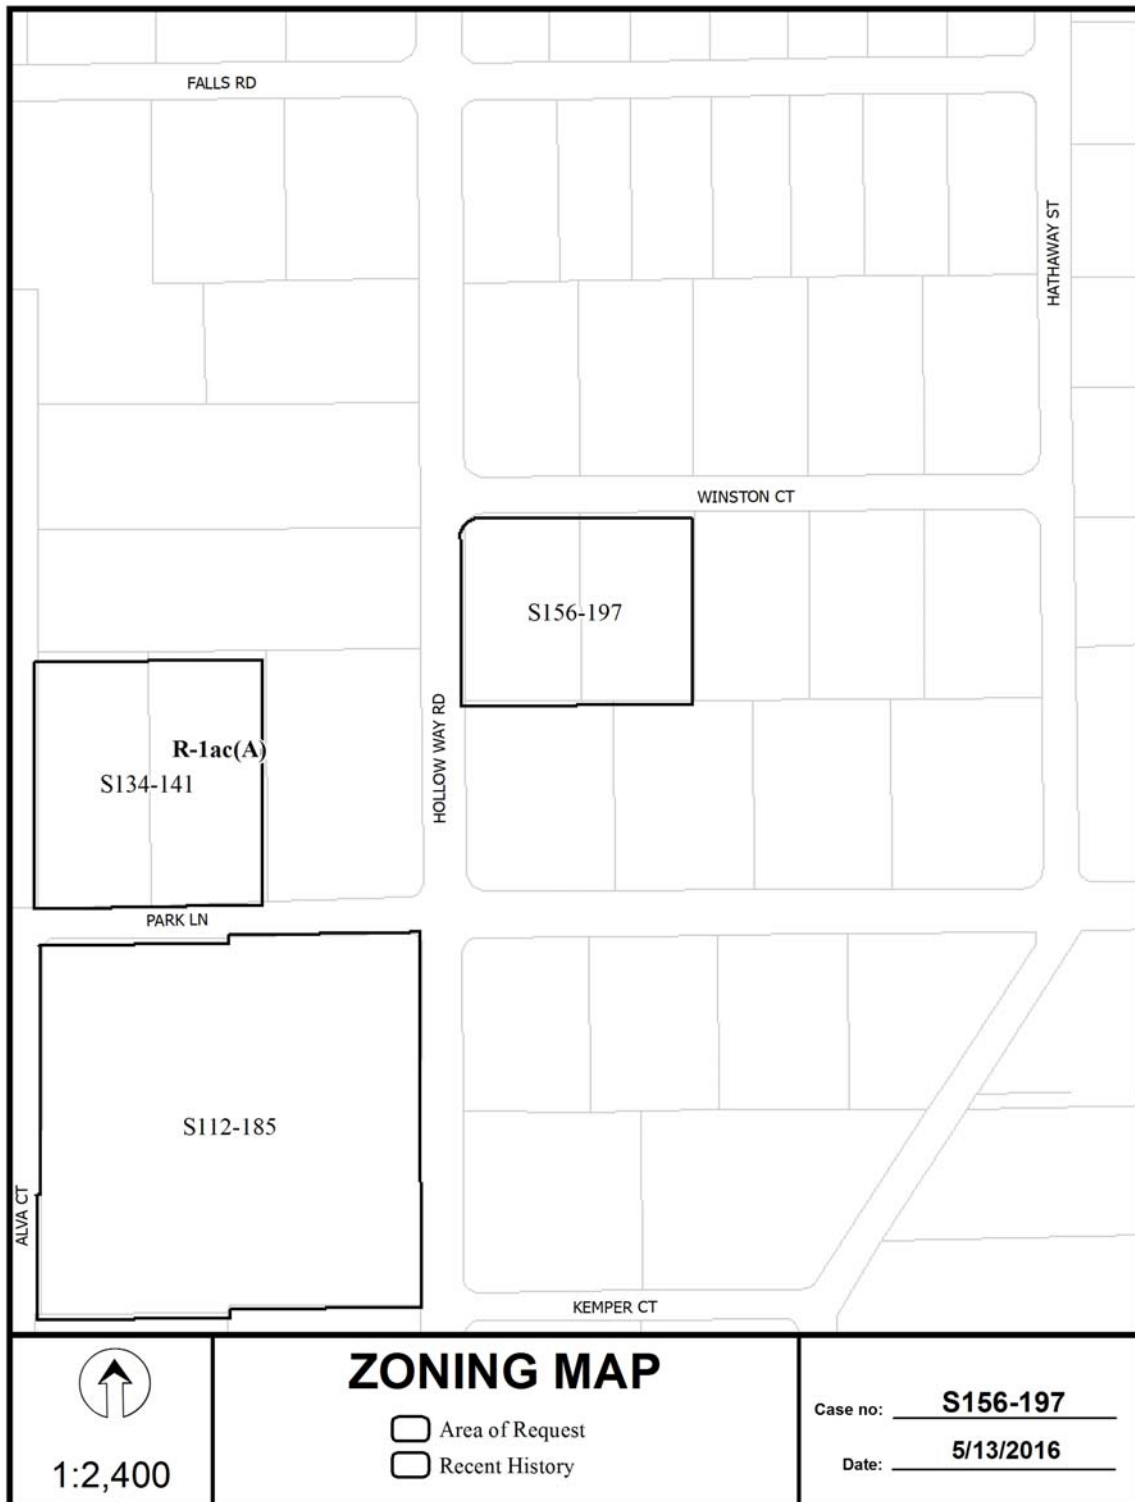 FALLS RD
HATHAWAY ST
WINSTON CT
S156-197
HOLLOW WAY RD
R-1ac(A)
S134-141
PARK LN
S112-185
ALVA CT
KEMPER CT
1:2,400
ZONING MAP
Area of Request
Recent History
Case no: S156-197
Date: 5/13/2016